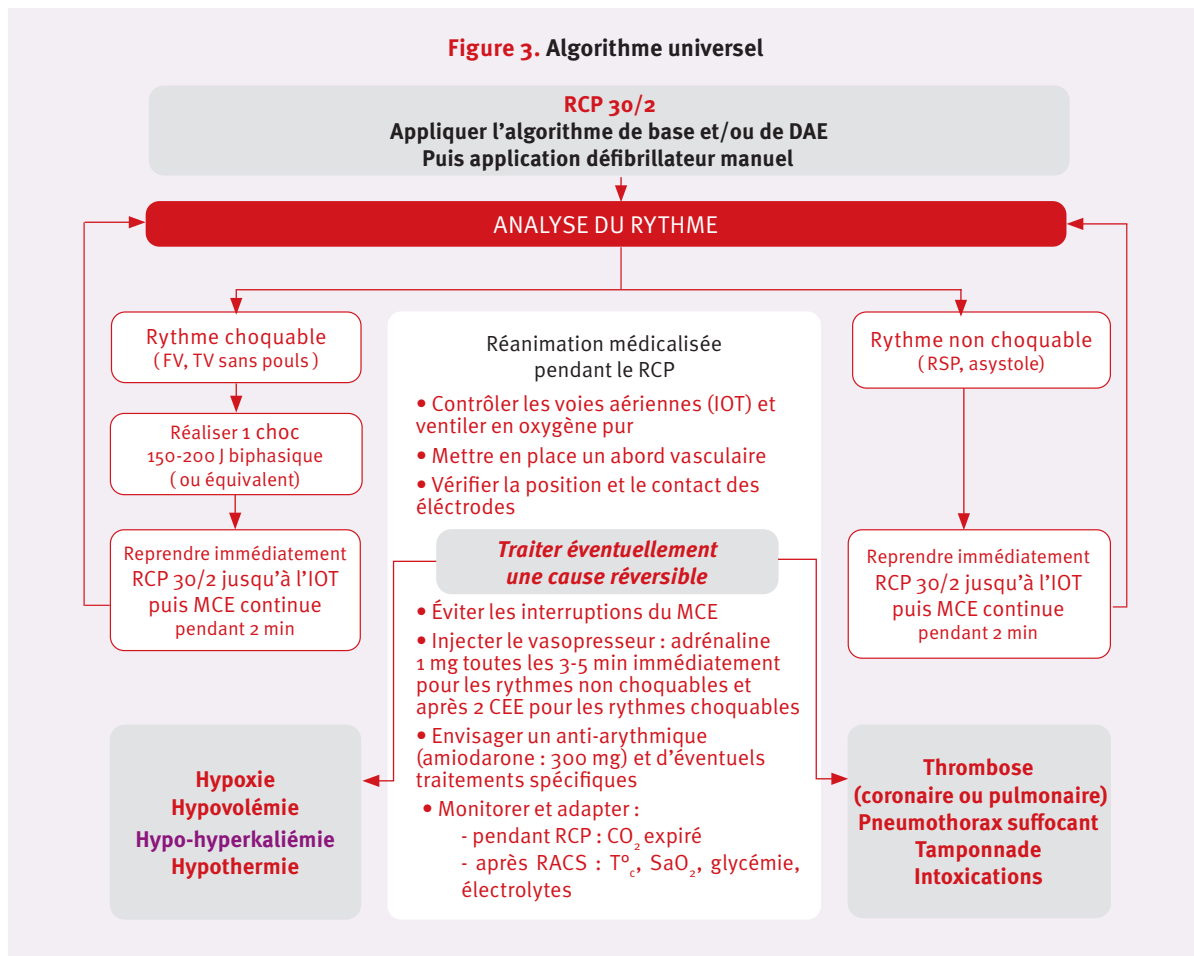 Figure 3. Algorithme universel
RCP 30/2
Appliquer l'algorithme de base et/ou de DAE
Puis application défibrillateur manuel
ANALYSE DU RYTHME
Rythme choquable
( FV, TV sans pouls )
Réaliser 1 choc
150-200 J biphasique
( ou équivalent)
Reprendre immédiatement
RCP 30/2 jusqu'à l'IOT
puis MCE continue
pendant 2 min
Réanimation médicalisée
pendant le RCP
• Contrôler les voies aériennes (IOT) et
ventiler en oxygène pur
• Mettre en place un abord vasculaire
• Vérifier la position et le contact des
éléctrodes
Traiter éventuellement
une cause réversible
• Éviter les interruptions du MCE
• Injecter le vasopresseur : adrénaline
1 mg toutes les 3-5 min immédiatement
pour les rythmes non choquables et
après 2 CEE pour les rythmes choquables
• Envisager un anti-arythmique
(amiodarone : 300 mg) et d'éventuels
traitements spécifiques
• Monitorer et adapter :
- pendant RCP : CO₂ expiré
- après RACS : T°c, SaO₂, glycémie,
électrolytes
Rythme non choquable
( RSP, asystole)
Reprendre immédiatement
RCP 30/2 jusqu'à l'IOT
puis MCE continue
pendant 2 min
Hypoxie
Hypovolémie
Hypo-hyperkaliémie
Hypothermie
Thrombose
(coronaire ou pulmonaire)
Pneumothorax suffocant
Tamponnade
Intoxications